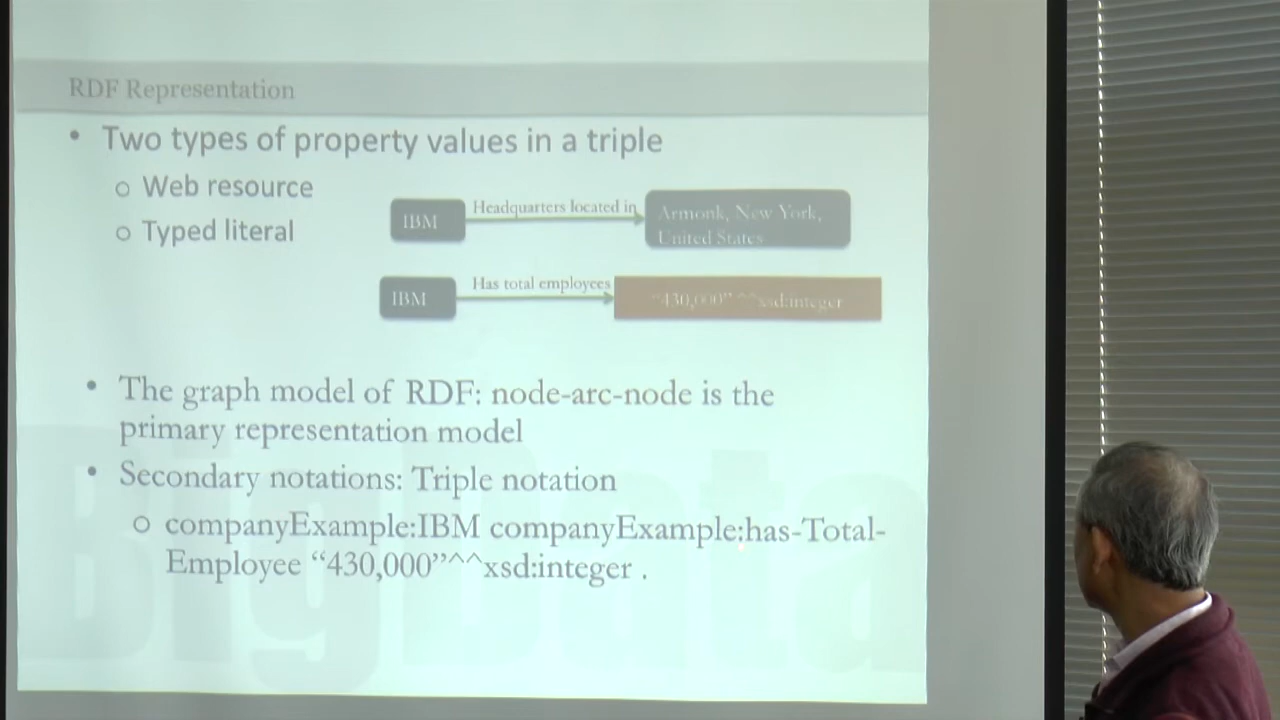 RDF Representation
• Two types of property values in a triple
o Web resource
o Typed literal
IBM
Headquarters located in
Armonk, New York,
United States
IBM
Has total employees
"430,000" ^^xsd:integer
• The graph model of RDF: node-arc-node is the
primary representation model
• Secondary notations: Triple notation
o companyExample:IBM companyExample:has-Total-
Employee “430,000”^^xsd:integer .
BigData